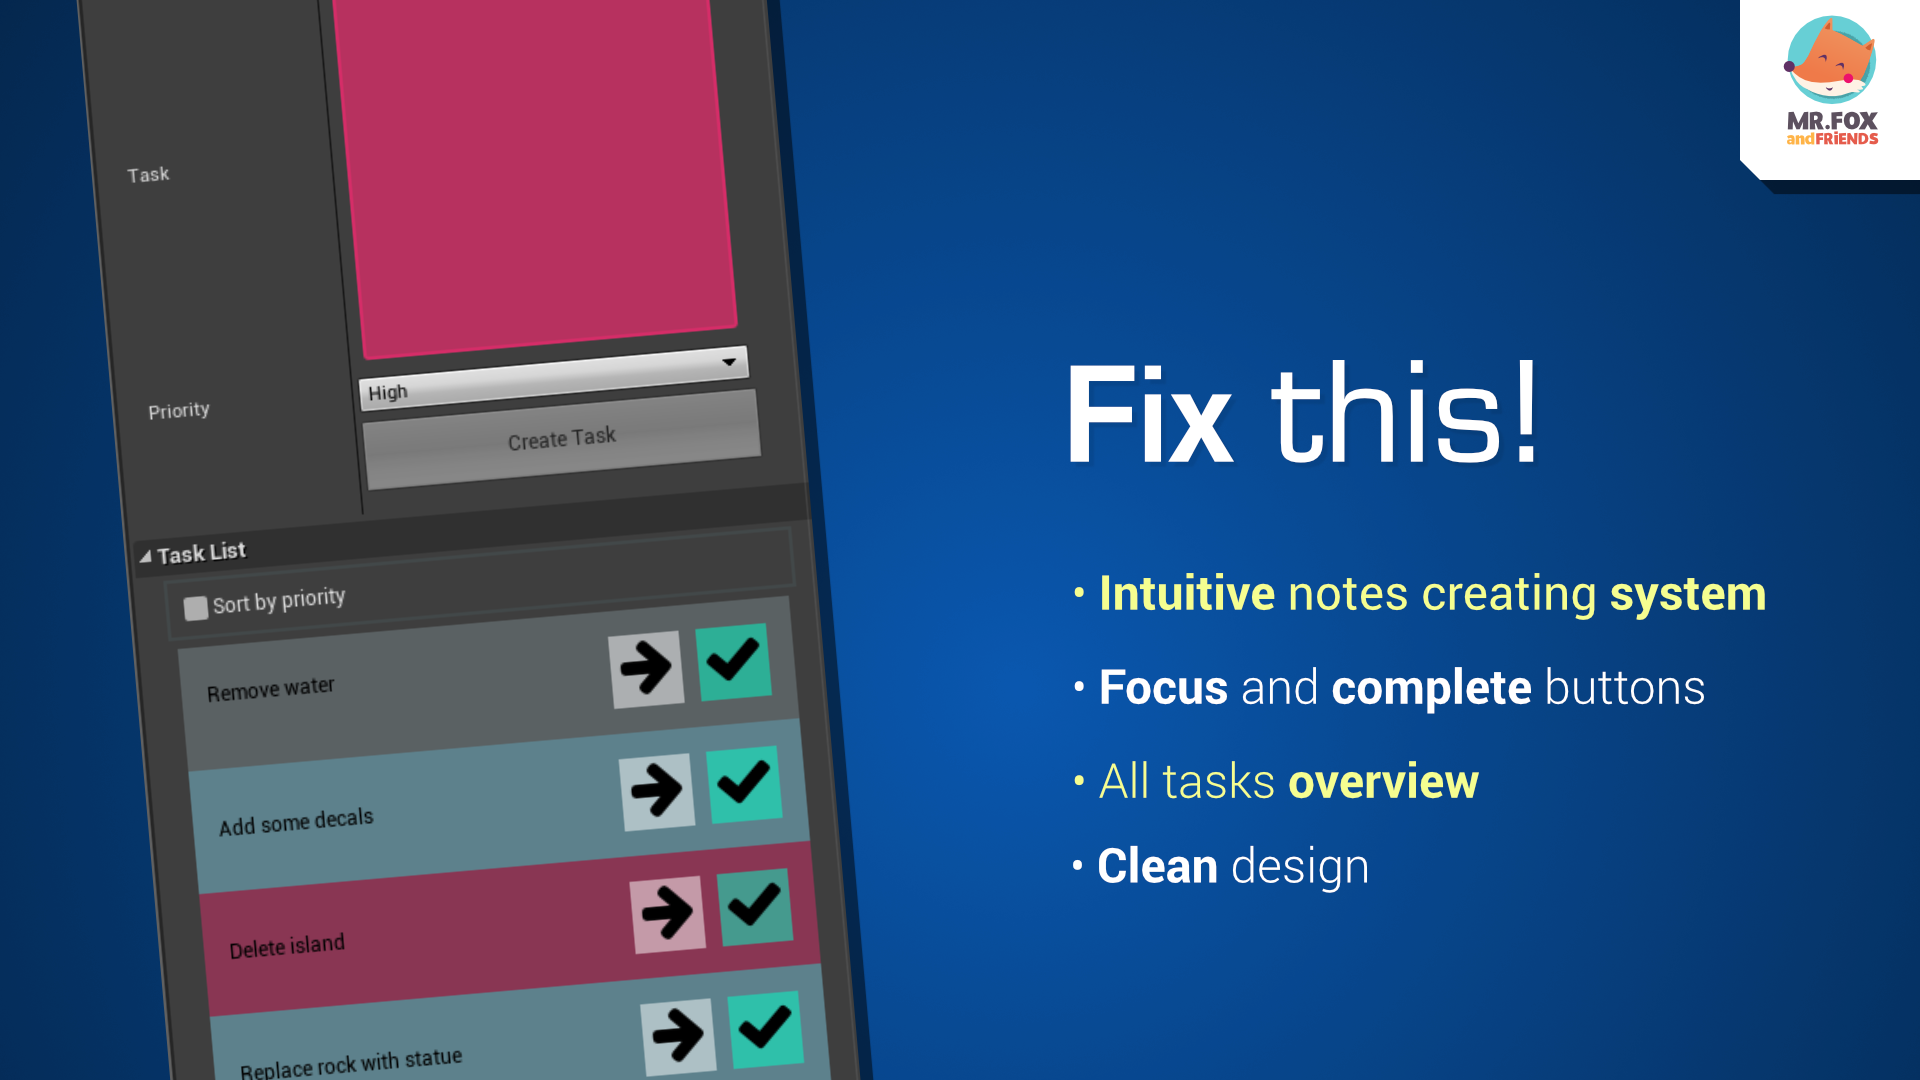 Task
Priority
High
Create Task
Task List
Sort by priority
Remove water
Add some decals
Delete island
Replace rock with statue
MR.FOX
andFRiENDS
Fix this!
• Intuitive notes creating system
• Focus and complete buttons
• All tasks overview
• Clean design